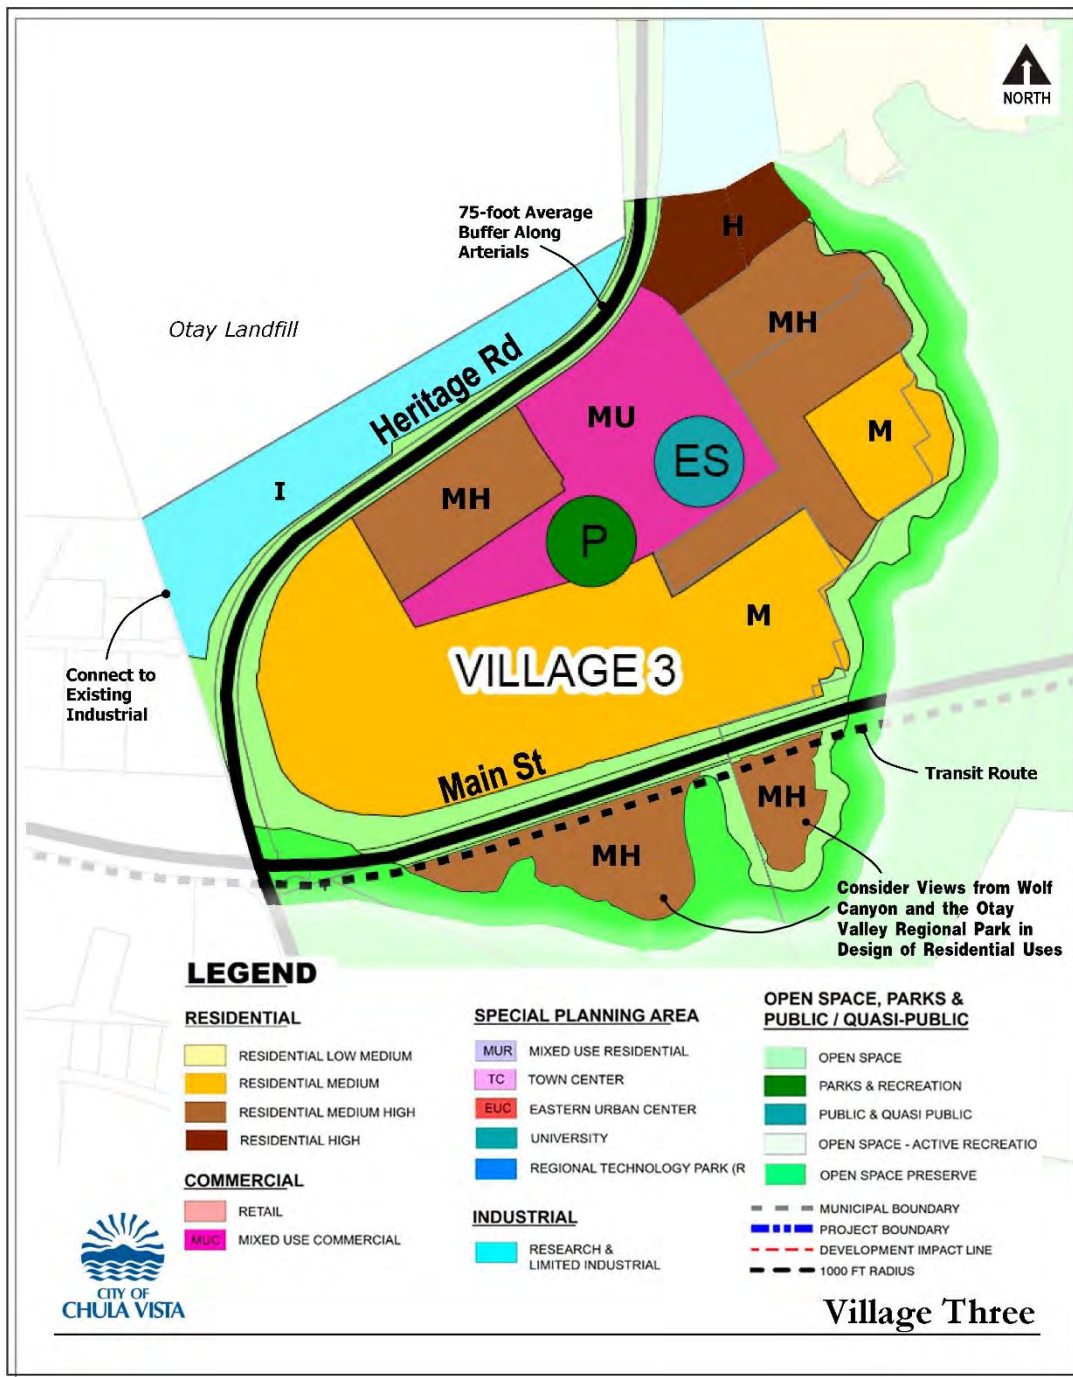 NORTH
75-foot Average
Buffer Along
Arterials
H
Otay Landfill
MH
Heritage Rd
MU
M
ES
I
MH
P
M
Connect to
Existing
Industrial
VILLAGE 3
Main St
Transit Route
MH
MH
Consider Views from Wolf
Canyon and the Otay
Valley Regional Park in
Design of Residential Uses
LEGEND
RESIDENTIAL
RESIDENTIAL LOW MEDIUM
RESIDENTIAL MEDIUM
RESIDENTIAL MEDIUM HIGH
RESIDENTIAL HIGH
COMMERCIAL
RETAIL
MUC MIXED USE COMMERCIAL
SPECIAL PLANNING AREA
MUR MIXED USE RESIDENTIAL
TC TOWN CENTER
EUC EASTERN URBAN CENTER
UNIVERSITY
REGIONAL TECHNOLOGY PARK (R
INDUSTRIAL
RESEARCH &
LIMITED INDUSTRIAL
OPEN SPACE, PARKS &
PUBLIC / QUASI-PUBLIC
OPEN SPACE
PARKS & RECREATION
PUBLIC & QUASI PUBLIC
OPEN SPACE - ACTIVE RECREATIO
OPEN SPACE PRESERVE
MUNICIPAL BOUNDARY
PROJECT BOUNDARY
DEVELOPMENT IMPACT LINE
1000 FT RADIUS
CITY OF
CHULA VISTA
Village Three